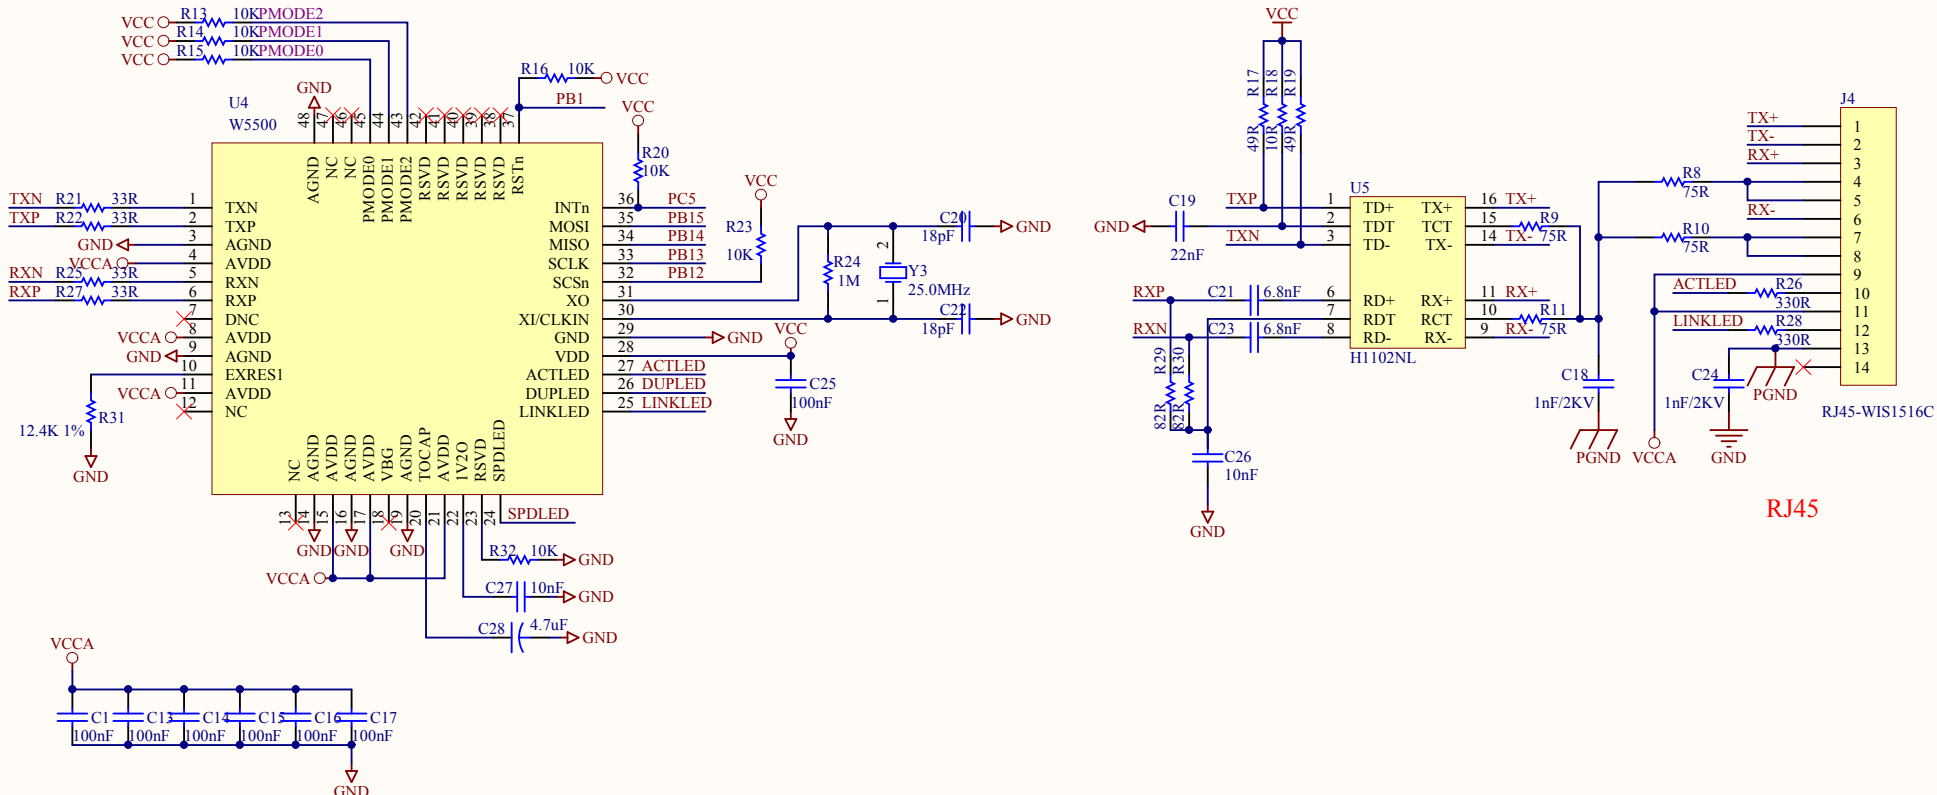 VCC R13 10K PMODE2
VCC R14 10K PMODE1
VCC R15 10K PMODE0
R16 10K VCC
PB1
GND
U4
W5500
48 47 46 45 44 43 42 41 40 39 38 37
AGND NC NC PMODE0 PMODE1 PMODE2 RSVD RSVD RSVD RSVD RSVD RSTn
VCC
R20
10K
TXN R21 33R 1 TXN
TXP R22 33R 2 TXP
GND 3 AGND
VCCA 4 AVDD
RXN R25 33R 5 RXN
RXP R27 33R 6 RXP
7 DNC
VCCA 8 AVDD
GND 9 AGND
10 EXRES1
VCCA 11 AVDD
12 NC
R31
12.4K 1%
GND
INTn 36 PC5
MOSI 35 PB15
MISO 34 PB14
SCLK 33 PB13
SCSn 32 PB12
XO 31
XI/CLKIN 30
GND 29 GND
VDD 28
ACTLED 27 ACTLED
DUPLED 26 DUPLED
LINKLED 25 LINKLED
VCC
R23
10K
R24
1M
2
Y3
25.0MHz
1
C20
18pF
GND
C22
18pF
GND
VCC
C25
100nF
GND
NC AGND AVDD AGND AVDD VBG AGND TOCAP AVDD 1V2O RSVD SPDLED
13 14 15 16 17 18 19 20 21 22 23 24
SPDLED
GND GND GND
VCCA
R32 10K GND
C27 10nF GND
C28 4.7uF GND
VCCA
C1 C13 C14 C15 C16 C17
100nF 100nF 100nF 100nF 100nF 100nF
GND
VCC
R17 R18 R19
49R 10R 49R
C19
22nF
GND
TXP
TXN
U5
1 TD+ TX+ 16 TX+
2 TDT TCT 15 R9
3 TD- TX- 14 TX- 75R
RXP C21 6.8nF 6 RD+ RX+ 11 RX+
7 RDT RCT 10 R11
RXN C23 6.8nF 8 RD- RX- 9 RX- 75R
H1102NL
R29 R30
82R 82R
C26
10nF
GND
J4
TX+ 1
TX- 2
RX+ 3
R8 4
75R
5
RX- 6
R10 7
75R
8
9
ACTLED R26 10
330R
11
LINKLED R28 12
330R
13
14
C18
1nF/2KV
PGND
VCCA
C24
1nF/2KV
GND
PGND
RJ45-WIS1516C
RJ45